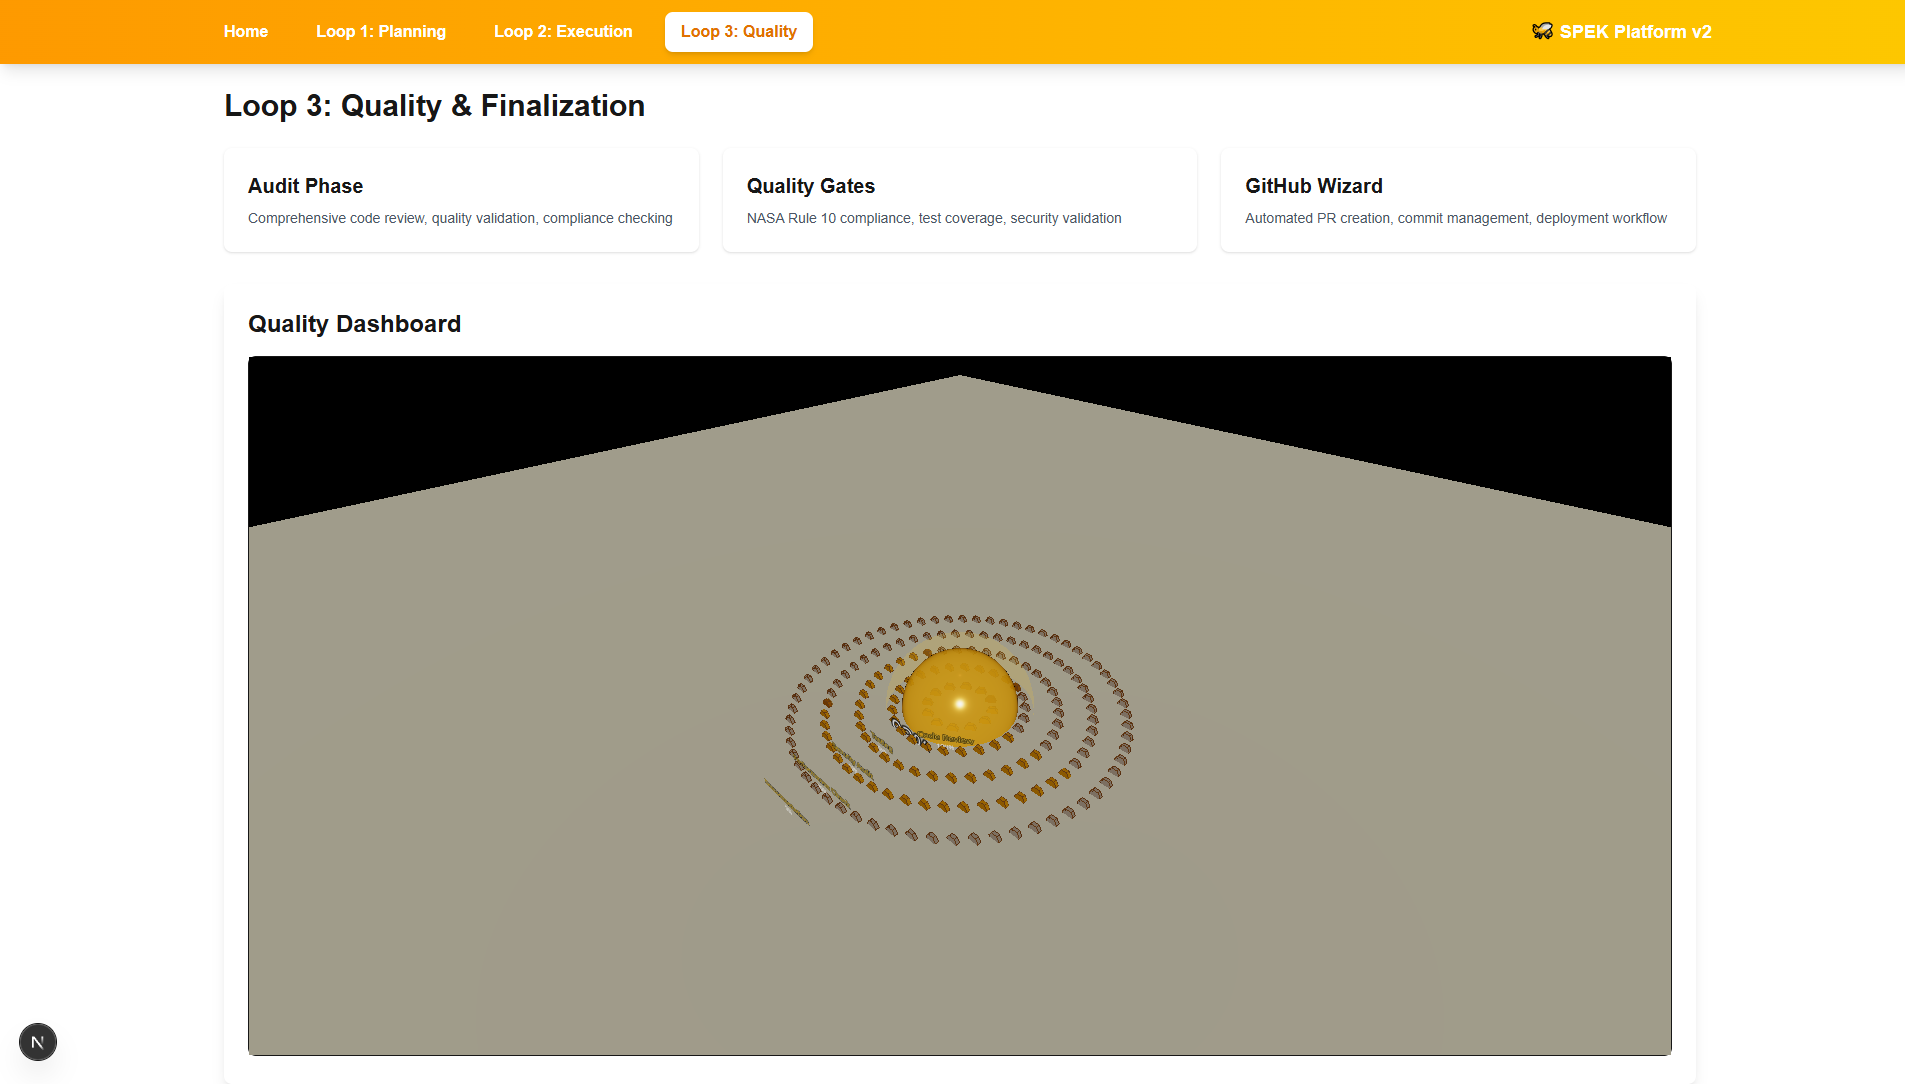 Home
Loop 1: Planning
Loop 2: Execution
Loop 3: Quality
SPEK Platform v2
Loop 3: Quality & Finalization
Audit Phase
Comprehensive code review, quality validation, compliance checking
Quality Gates
NASA Rule 10 compliance, test coverage, security validation
GitHub Wizard
Automated PR creation, commit management, deployment workflow
Quality Dashboard
N